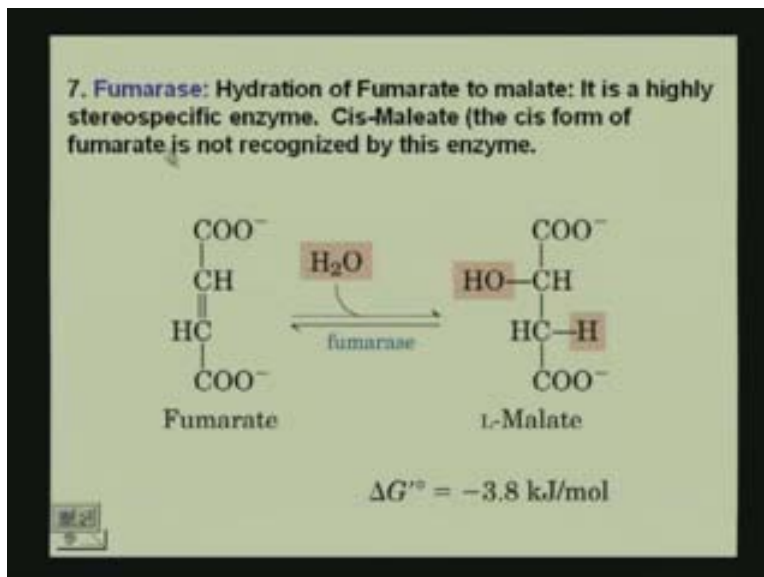 7. Fumarase: Hydration of Fumarate to malate: It is a highly
stereospecific enzyme. Cis-Maleate (the cis form of
fumarate is not recognized by this enzyme.
COO⁻ COO⁻
H₂O
CH HO—CH
HC fumarase HC—H
COO⁻ COO⁻
Fumarate L-Malate
ΔG'° = −3.8 kJ/mol